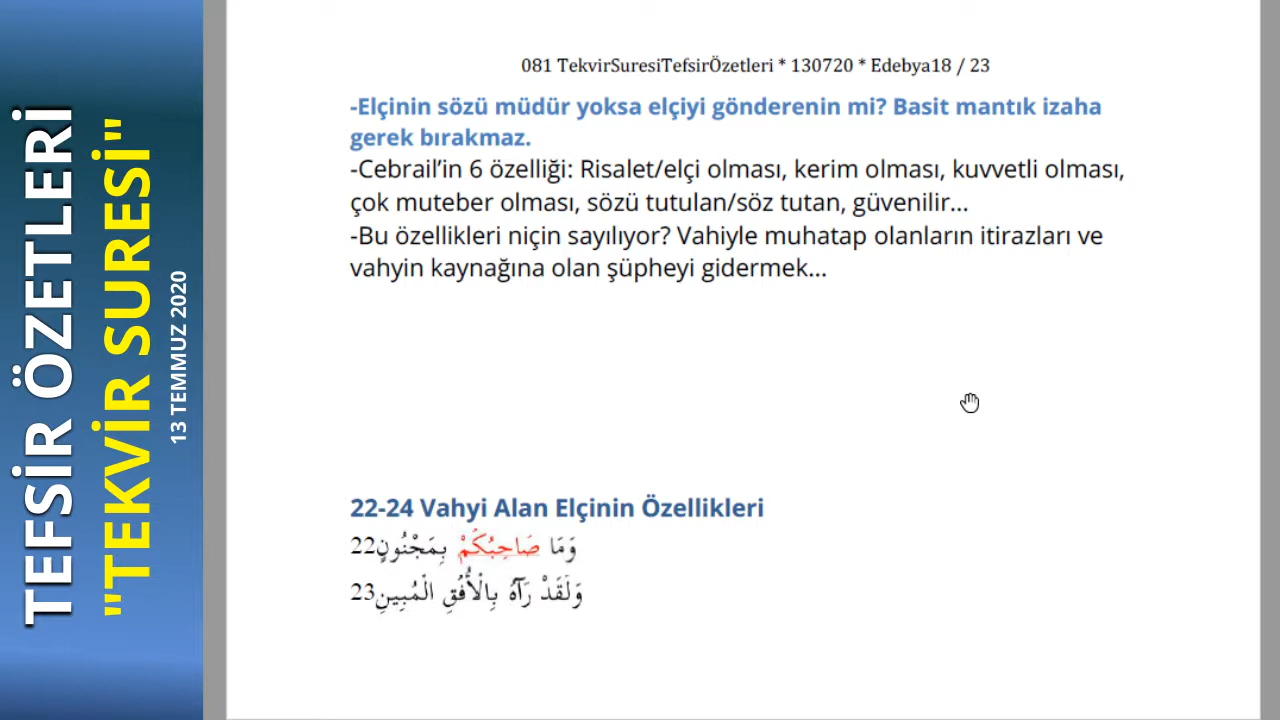 TEFSİR ÖZETLERİ
"TEKVİR SURESİ"
13 TEMMUZ 2020
081 TekvirSuresiTefsirÖzetleri * 130720 * Edebya18 / 23
-Elçinin sözü müdür yoksa elçiyi gönderenin mi? Basit mantık izaha
gerek bırakmaz.
-Cebrail’in 6 özelliği: Risalet/elçi olması, kerim olması, kuvvetli olması,
çok muteber olması, sözü tutulan/söz tutan, güvenilir...
-Bu özellikleri niçin sayılıyor? Vahiyle muhatap olanların itirazları ve
vahyin kaynağına olan şüpheyi gidermek...
22-24 Vahyi Alan Elçinin Özellikleri
وَمَا صَاحِبُكُمْ بِمَجْنُونٍ22
وَلَقَدْ رَآهُ بِالْأُفُقِ الْمُبِينِ23